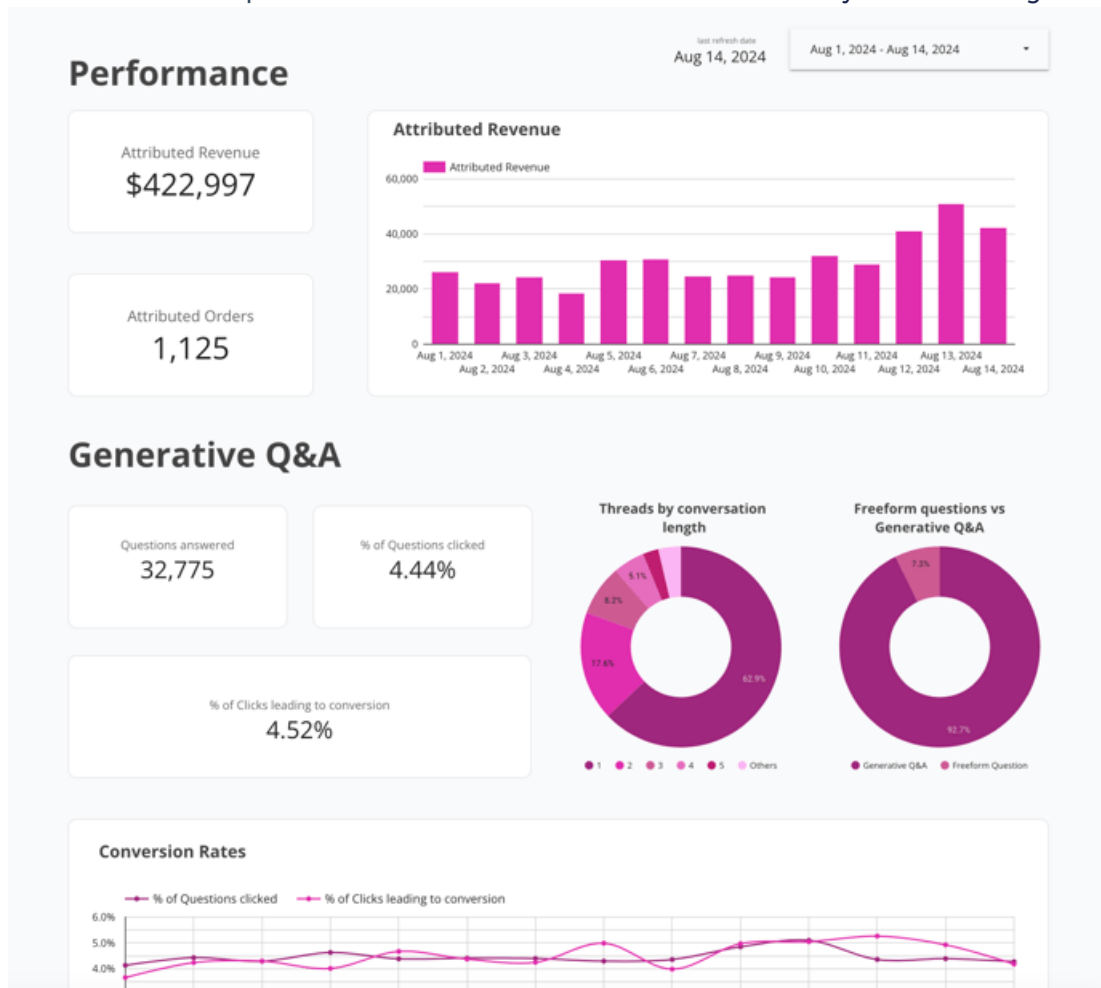 last refresh date
Aug 14, 2024
Aug 1, 2024 - Aug 14, 2024
Performance
Attributed Revenue
$422,997
Attributed Orders
1,125
Attributed Revenue
Attributed Revenue
60,000
40,000
20,000
0
Aug 1, 2024 Aug 3, 2024 Aug 5, 2024 Aug 7, 2024 Aug 9, 2024 Aug 11, 2024 Aug 13, 2024
Aug 2, 2024 Aug 4, 2024 Aug 6, 2024 Aug 8, 2024 Aug 10, 2024 Aug 12, 2024 Aug 14, 2024
Generative Q&A
Questions answered
32,775
% of Questions clicked
4.44%
% of Clicks leading to conversion
4.52%
Threads by conversation
length
5.1%
8.2%
17.6%
62.9%
1 2 3 4 5 Others
Freeform questions vs
Generative Q&A
7.3%
92.7%
Generative Q&A Freeform Question
Conversion Rates
% of Questions clicked % of Clicks leading to conversion
6.0%
5.0%
4.0%